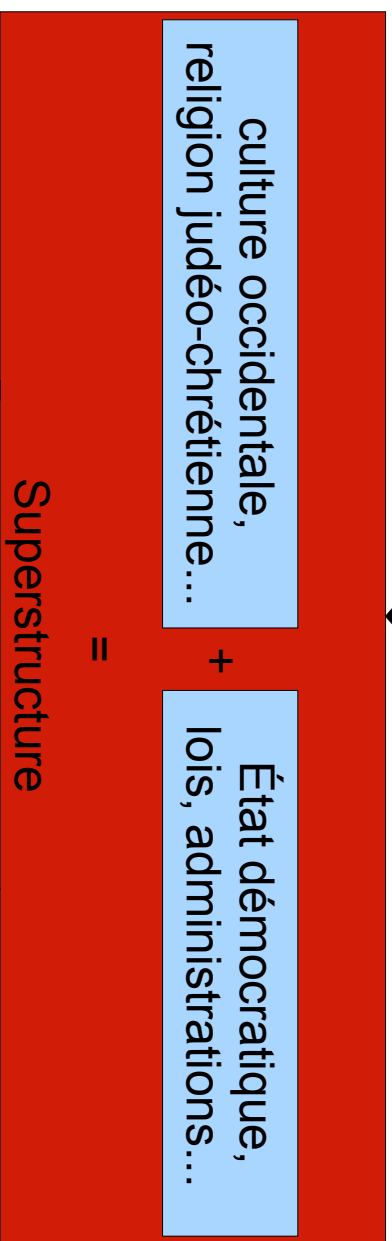 culture occidentale,
religion judéo-chrétienne...
+
État démocratique,
lois, administrations...
=
Superstructure